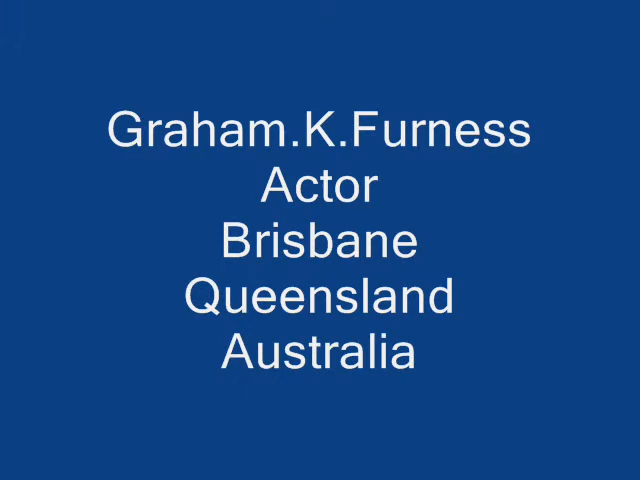 Graham.K.Furness
Actor
Brisbane
Queensland
Australia